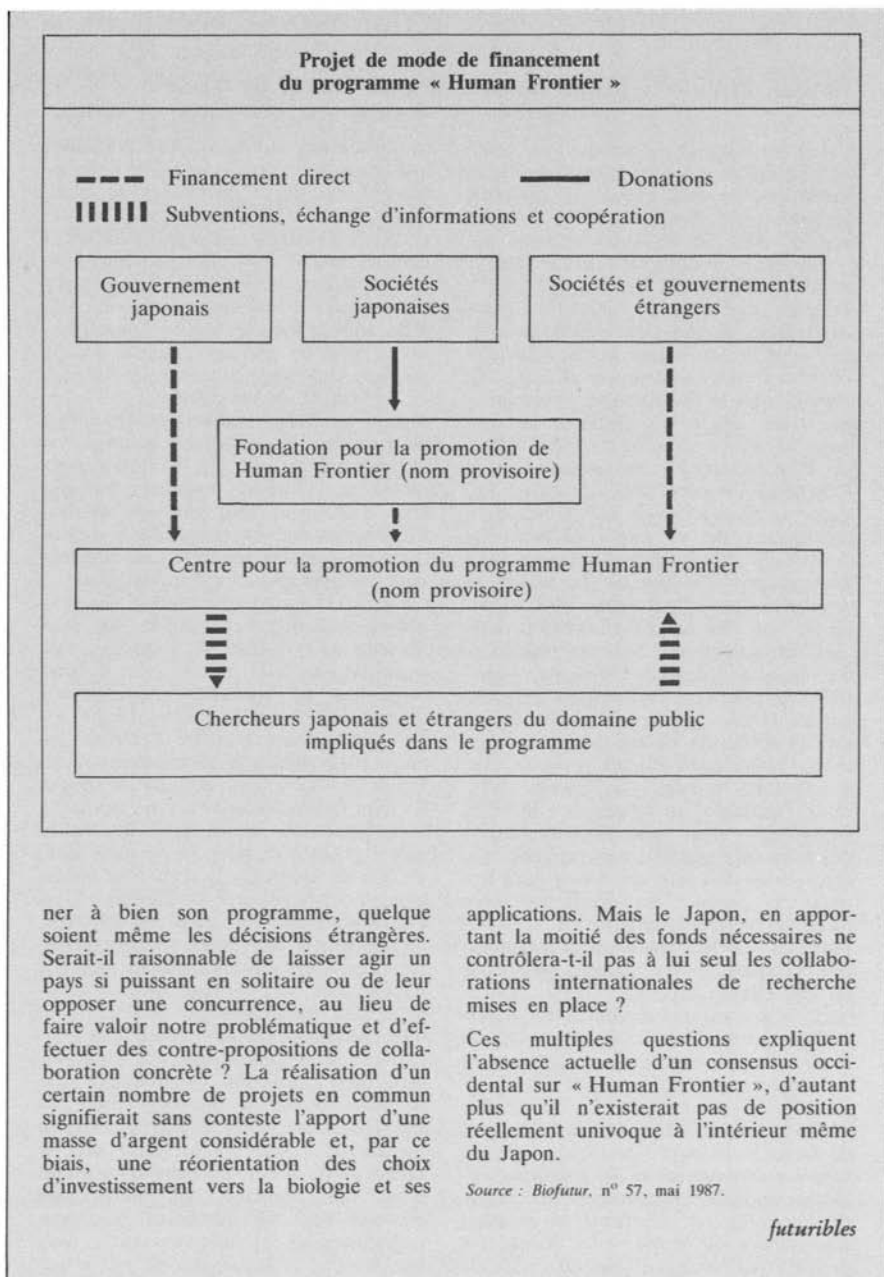 Projet de mode de financement
du programme « Human Frontier »
Financement direct
Donations
Subventions, échange d'informations et coopération
Gouvernement
japonais
Sociétés
japonaises
Sociétés et gouvernements
étrangers
Fondation pour la promotion de
Human Frontier (nom provisoire)
Centre pour la promotion du programme Human Frontier
(nom provisoire)
Chercheurs japonais et étrangers du domaine public
impliqués dans le programme
ner à bien son programme, quelque
soient même les décisions étrangères.
Serait-il raisonnable de laisser agir un
pays si puissant en solitaire ou de leur
opposer une concurrence, au lieu de
faire valoir notre problématique et d'ef-
fectuer des contre-propositions de colla-
boration concrète ? La réalisation d'un
certain nombre de projets en commun
signifierait sans conteste l'apport d'une
masse d'argent considérable et, par ce
biais, une réorientation des choix
d'investissement vers la biologie et ses
applications. Mais le Japon, en appor-
tant la moitié des fonds nécessaires ne
contrôlera-t-il pas à lui seul les collabo-
rations internationales de recherche
mises en place ?
Ces multiples questions expliquent
l'absence actuelle d'un consensus occi-
dental sur « Human Frontier », d'autant
plus qu'il n'existerait pas de position
réellement univoque à l'intérieur même
du Japon.
Source : Biofutur, nº 57, mai 1987.
futuribles